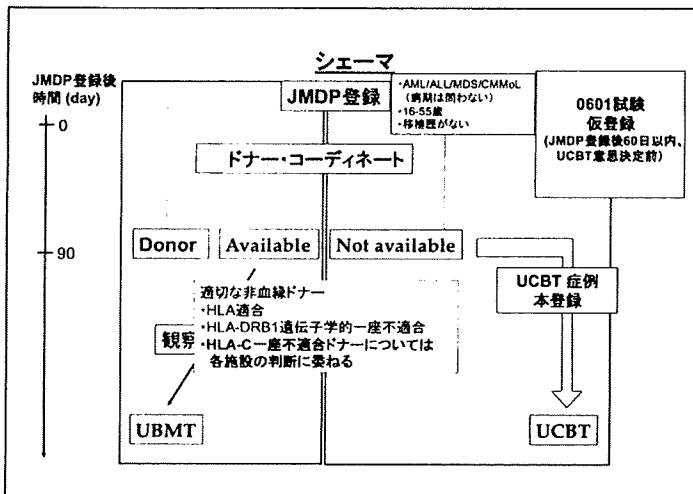 シェーマ
JMDP登録後
時間 (day)
JMDP登録
・AML/ALL/MDS/CMMoL
(病期は問わない)
・16-55歳
・移植歴がない
0601試験
仮登録
(JMDP登録後60日以内、
UCBT意思決定前)
0
ドナー・コーディネート
90
Donor
Available
Not available
UCBT 症例
本登録
適切な非血縁ドナー
・HLA適合
・HLA-DRB1遺伝子学的一座不適合
・HLA-C一座不適合ドナーについては
各施設の判断に委ねる
観察
UBMT
UCBT